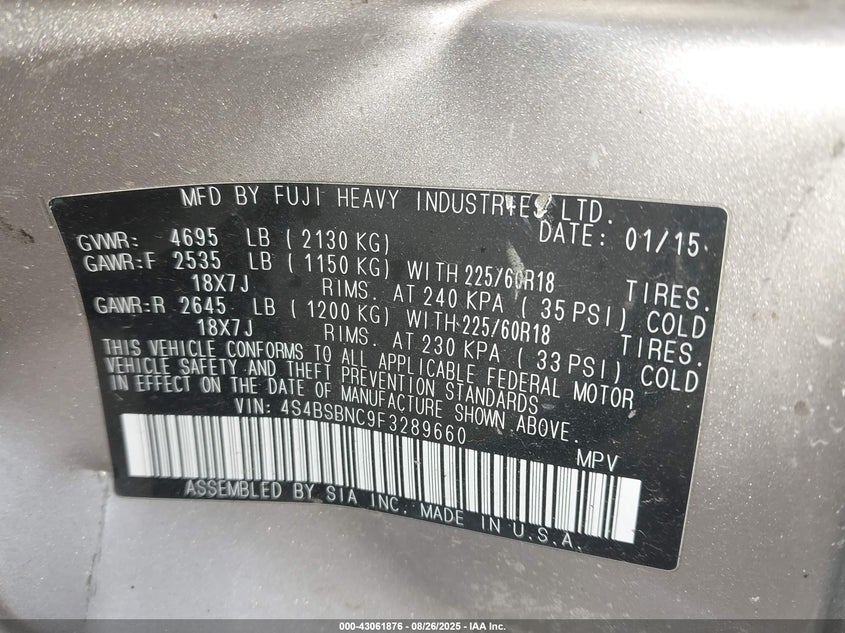 MFD BY FUJI HEAVY INDUSTRIES LTD.
GVWR: 4695 LB ( 2130 KG) DATE: 01/15
GAWR:F 2535 LB ( 1150 KG) WITH 225/60R18 TIRES.
18X7J RIMS. AT 240 KPA ( 35 PSI) COLD
GAWR:R 2645 LB ( 1200 KG) WITH 225/60R18 TIRES.
18X7J RIMS. AT 230 KPA ( 33 PSI) COLD
THIS VEHICLE CONFORMS TO ALL APPLICABLE FEDERAL MOTOR
VEHICLE SAFETY AND THEFT PREVENTION STANDARDS
IN EFFECT ON THE DATE OF MANUFACTURE SHOWN ABOVE.
VIN: 4S4BSBNC9F3289660
MPV
ASSEMBLED BY SIA INC. MADE IN U.S.A.
000-43061876 - 08/26/2025 - IAA Inc.